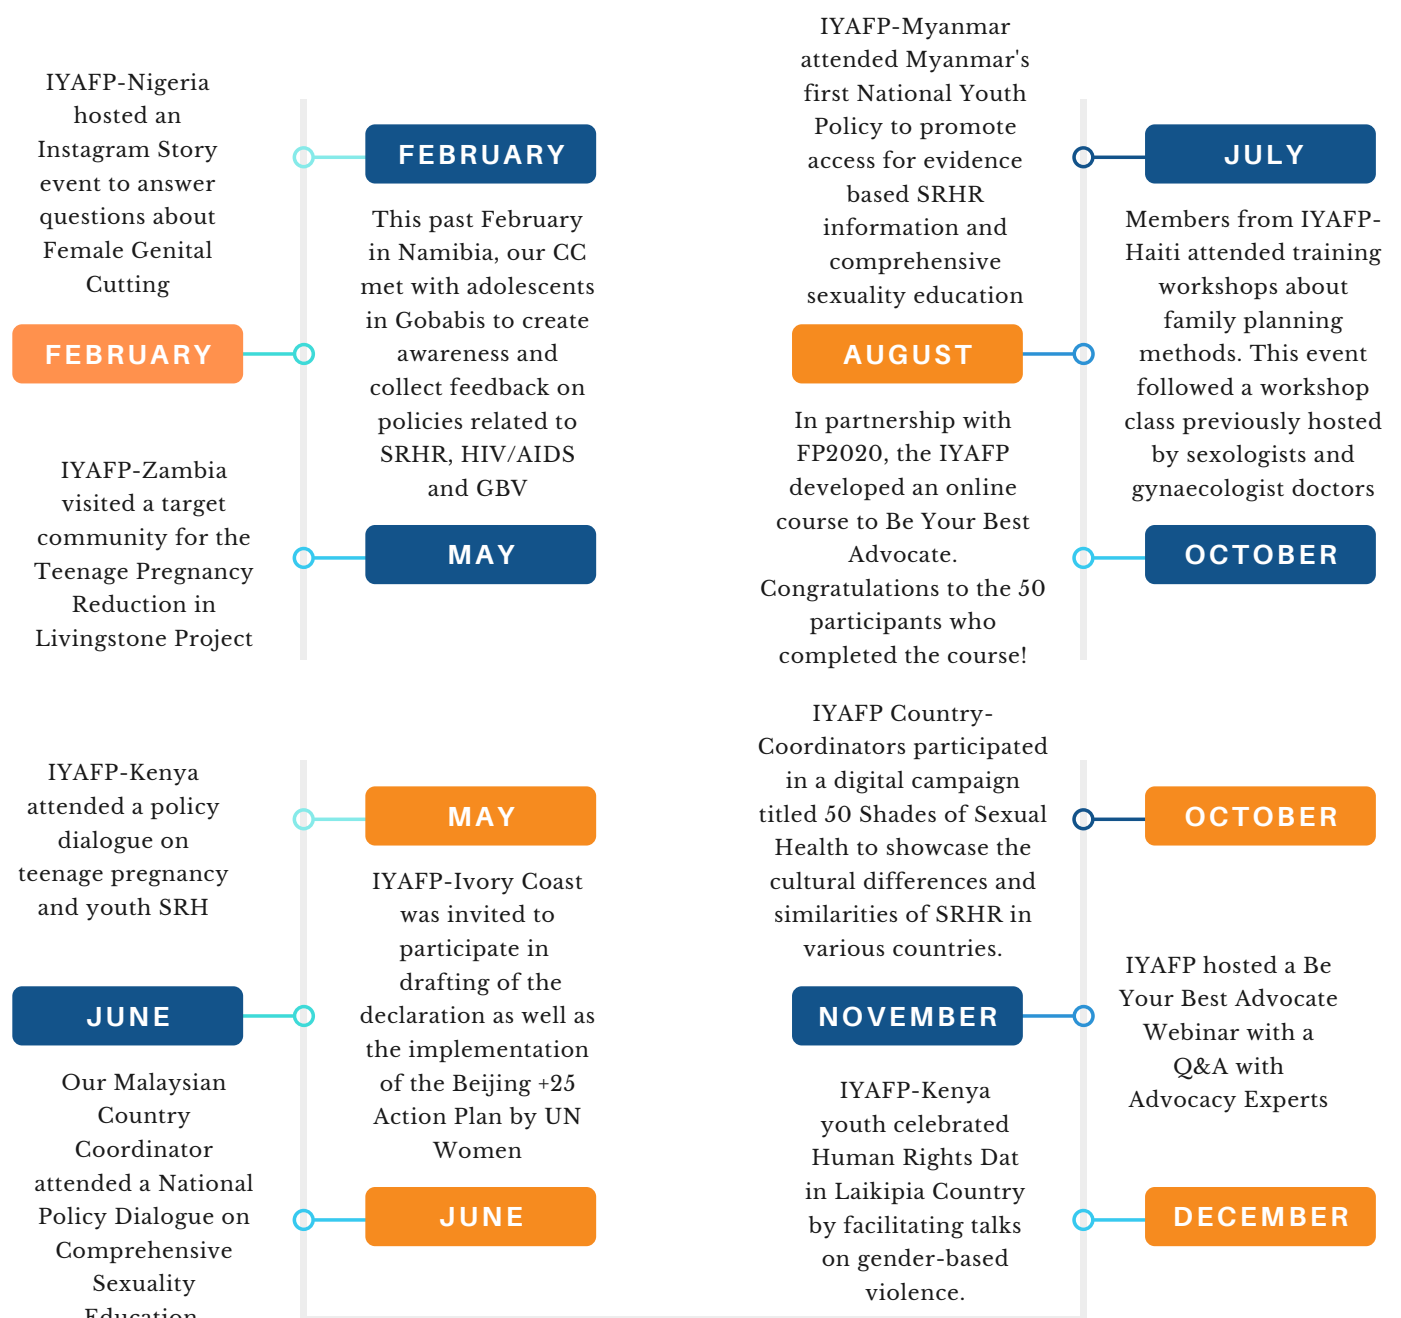 IYAFP-Nigeria
hosted an
Instagram Story
event to answer
questions about
Female Genital
Cutting
FEBRUARY
This past February
in Namibia, our CC
met with adolescents
in Gobabis to create
awareness and
collect feedback on
policies related to
SRHR, HIV/AIDS
and GBV
FEBRUARY
IYAFP-Zambia
visited a target
community for the
Teenage Pregnancy
Reduction in
Livingstone Project
MAY
IYAFP-Kenya
attended a policy
dialogue on
teenage pregnancy
and youth SRH
MAY
IYAFP-Ivory Coast
was invited to
participate in
drafting of the
declaration as well as
the implementation
of the Beijing +25
Action Plan by UN
Women
JUNE
Our Malaysian
Country
Coordinator
attended a National
Policy Dialogue on
Comprehensive
Sexuality
Education
JUNE
IYAFP-Myanmar
attended Myanmar's
first National Youth
Policy to promote
access for evidence
based SRHR
information and
comprehensive
sexuality education
JULY
Members from IYAFP-
Haiti attended training
workshops about
family planning
methods. This event
followed a workshop
class previously hosted
by sexologists and
gynaecologist doctors
AUGUST
In partnership with
FP2020, the IYAFP
developed an online
course to Be Your Best
Advocate.
Congratulations to the 50
participants who
completed the course!
OCTOBER
IYAFP Country-
Coordinators participated
in a digital campaign
titled 50 Shades of Sexual
Health to showcase the
cultural differences and
similarities of SRHR in
various countries.
OCTOBER
IYAFP hosted a Be
Your Best Advocate
Webinar with a
Q&A with
Advocacy Experts
NOVEMBER
IYAFP-Kenya
youth celebrated
Human Rights Dat
in Laikipia Country
by facilitating talks
on gender-based
violence.
DECEMBER